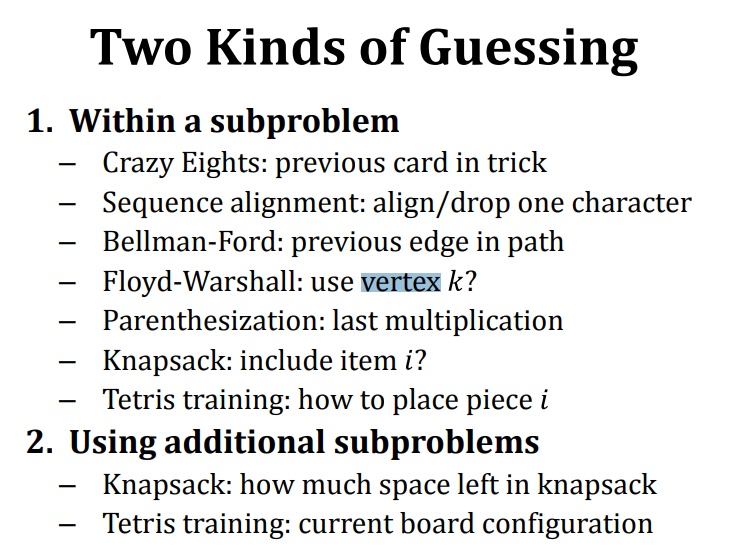 Two Kinds of Guessing
1. Within a subproblem
– Crazy Eights: previous card in trick
– Sequence alignment: align/drop one character
– Bellman-Ford: previous edge in path
– Floyd-Warshall: use vertex k?
– Parenthesization: last multiplication
– Knapsack: include item i?
– Tetris training: how to place piece i
2. Using additional subproblems
– Knapsack: how much space left in knapsack
– Tetris training: current board configuration